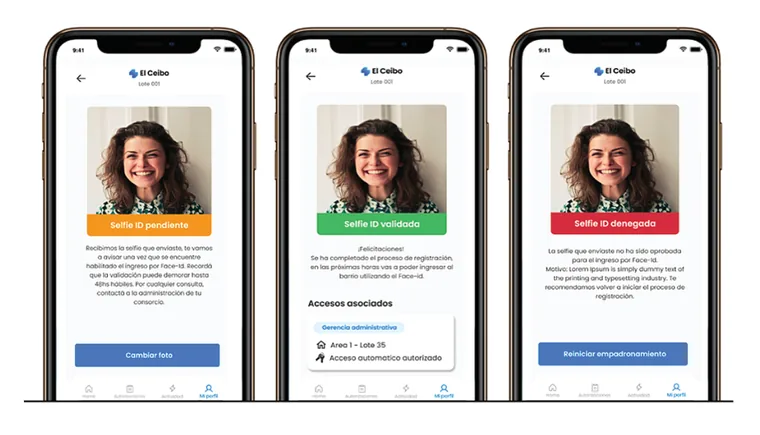 9:41
El Ceibo
Lote 001
Selfie ID pendiente
Recibimos la selfie que enviaste, te vamos
a avisar una vez que se encuentre
habilitado el ingreso por Face-Id. Recordá
que la validación puede demorar hasta
48hs hábiles. Por cualquier consulta,
contactá a la administración de tu
consorcio.
Cambiar foto
Home
Autorizaciones
Actividad
Mi perfil
9:41
El Ceibo
Lote 001
Selfie ID validada
¡Felicitaciones!
Se ha completado el proceso de registración,
en las próximas horas vas a poder ingresar al
barrio utilizando el Face-id.
Accesos asociados
Gerencia administrativa
Area 1 - Lote 35
Acceso automatico autorizado
Home
Autorizaciones
Actividad
Mi perfil
9:41
El Ceibo
Lote 001
Selfie ID denegada
La selfie que enviaste no ha sido aprobada
para el ingreso por Face-Id.
Motivo: Lorem Ipsum is simply dummy text of
the printing and typesetting industry. Te
recomendamos volver a iniciar el proceso de
registración.
Reiniciar empadronamiento
Home
Autorizaciones
Actividad
Mi perfil